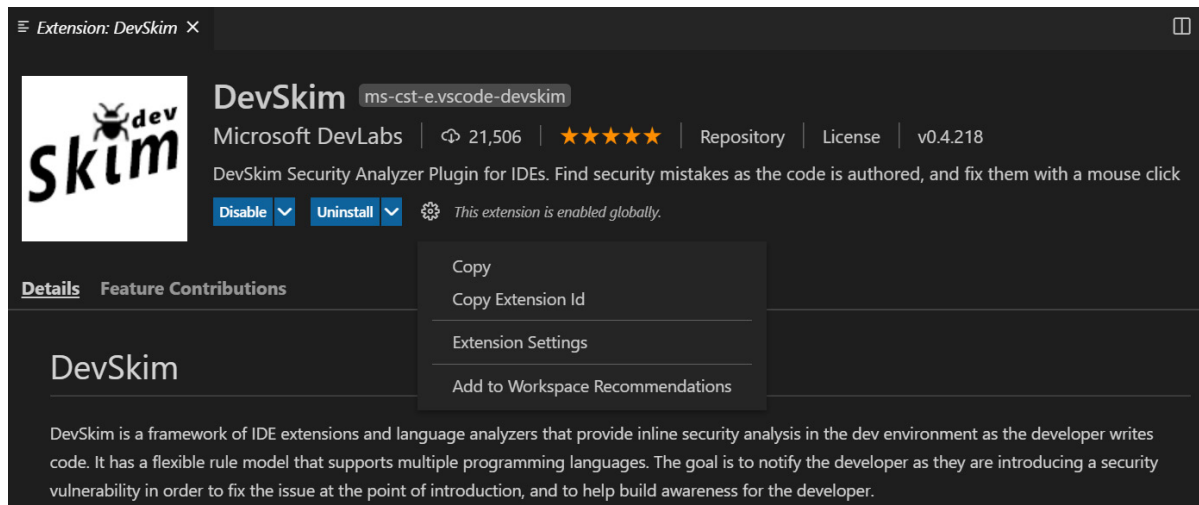 Extension: DevSkim
dev
Skim
DevSkim ms-cst-e.vscode-devskim
Microsoft DevLabs 21,506 Repository License v0.4.218
DevSkim Security Analyzer Plugin for IDEs. Find security mistakes as the code is authored, and fix them with a mouse click
Disable Uninstall This extension is enabled globally.
Copy
Copy Extension Id
Extension Settings
Add to Workspace Recommendations
Details Feature Contributions
DevSkim
DevSkim is a framework of IDE extensions and language analyzers that provide inline security analysis in the dev environment as the developer writes
code. It has a flexible rule model that supports multiple programming languages. The goal is to notify the developer as they are introducing a security
vulnerability in order to fix the issue at the point of introduction, and to help build awareness for the developer.